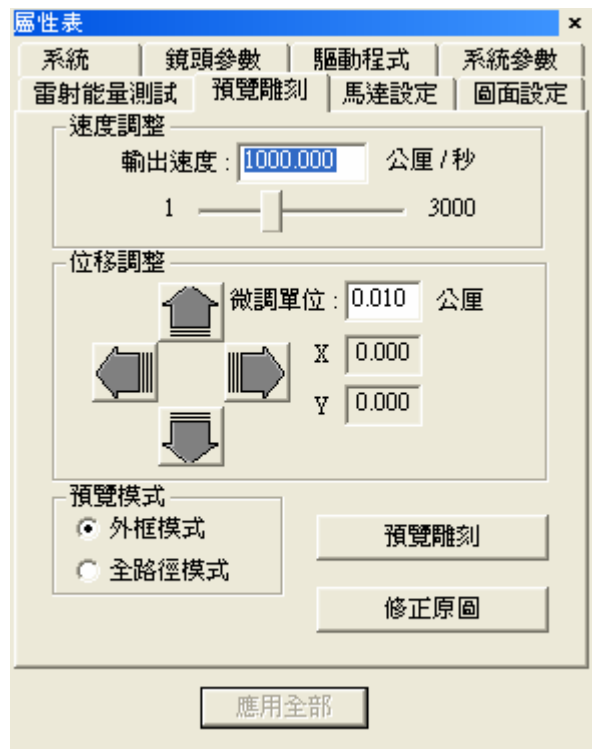 屬性表 ×
系統 鏡頭參數 驅動程式 系統參數
雷射能量測試 預覽雕刻 馬達設定 圖面設定
速度調整
輸出速度 : 1000.000 公厘 / 秒
1 3000
位移調整
微調單位 : 0.010 公厘
X 0.000
Y 0.000
預覽模式
外框模式
全路徑模式
預覽雕刻
修正原圖
應用全部